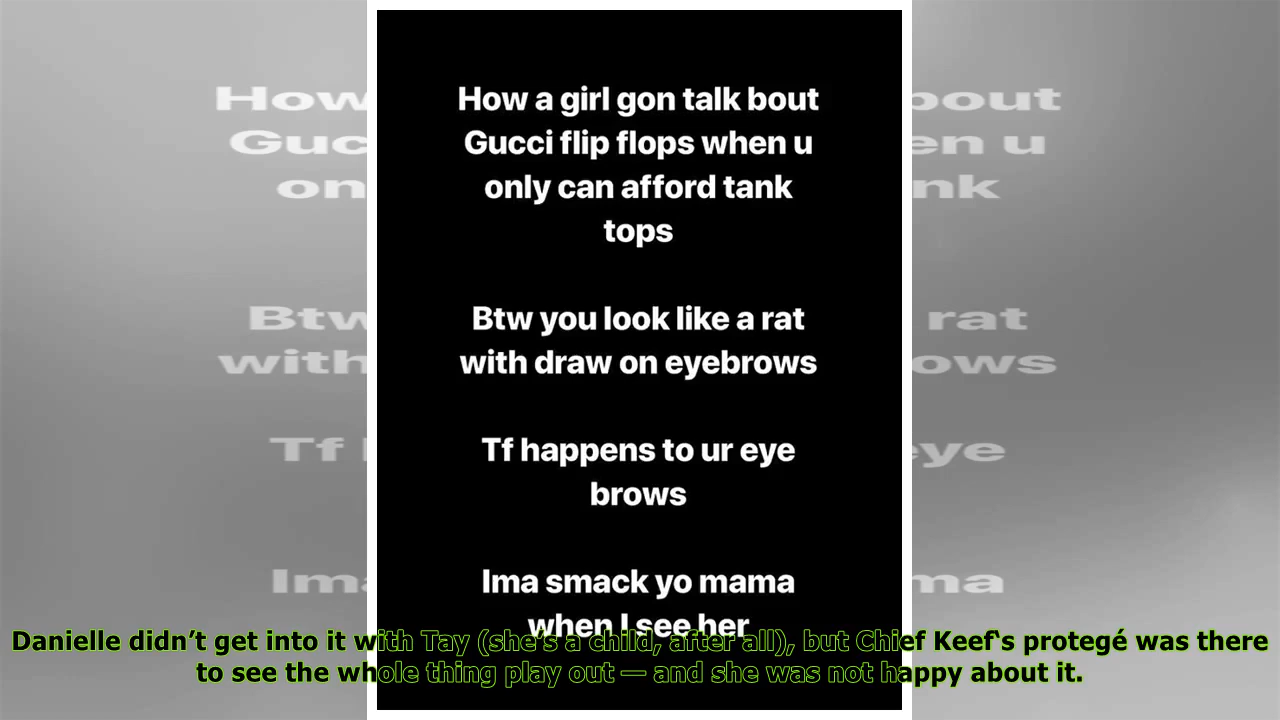 How a girl gon talk bout
Gucci flip flops when u
only can afford tank
tops
Btw you look like a rat
with draw on eyebrows
Tf happens to ur eye
brows
Ima smack yo mama
when I see her
Danielle didn’t get into it with Tay (she’s a child, after all), but Chief Keef‘s protegé was there
to see the whole thing play out — and she was not happy about it.